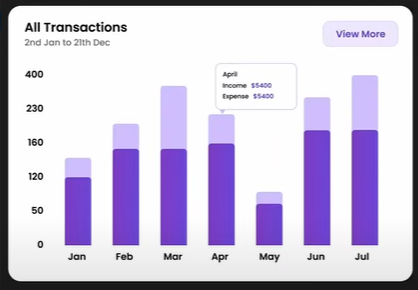 All Transactions
2nd Jan to 21th Dec
View More
400
230
160
120
50
0
April
Income $5400
Expense $5400
Jan Feb Mar Apr May Jun Jul